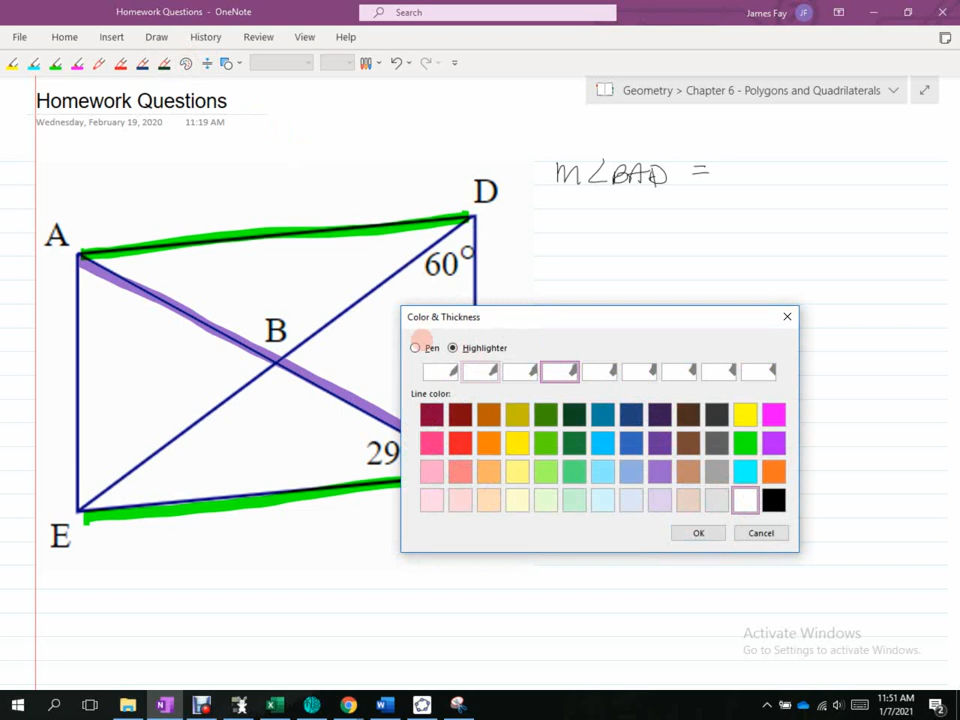 Homework Questions - OneNote
Search
James Fay JF
File Home Insert Draw History Review View Help
Homework Questions
Geometry > Chapter 6 - Polygons and Quadrilaterals
Wednesday, February 19, 2020 11:19 AM
m∠BAD =
D
A
60°
Color & Thickness
B
Pen Highlighter
Line color:
29
E
OK Cancel
Activate Windows
Go to Settings to activate Windows.
11:51 AM
1/7/2021
2